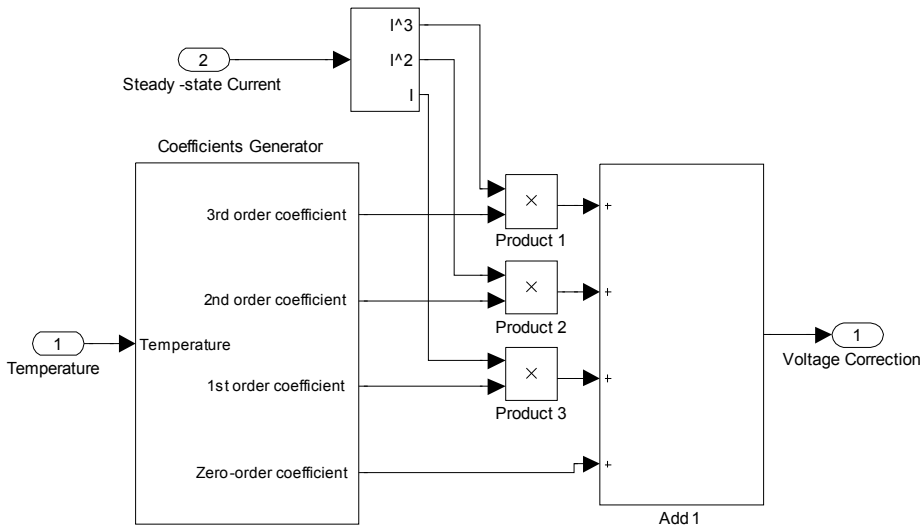 I^3
2
I^2
Steady -state Current
I
Coefficients Generator
×
3rd order coefficient
+
Product 1
×
2nd order coefficient
+
Product 2
1
Temperature
1
Temperature
Voltage Correction
×
1st order coefficient
+
Product 3
Zero-order coefficient
+
Add 1